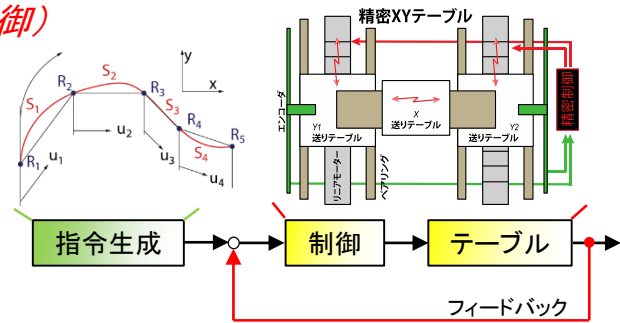 御）
精密XYテーブル
y
x
R1
R2
R3
R4
R5
S1
S2
S3
S4
u1
u2
u3
u4
エンコーダ
Y1
送りテーブル
X
送りテーブル
Y2
送りテーブル
精密制御
リニアモーター
ベアリング
指令生成
制御
テーブル
フィードバック